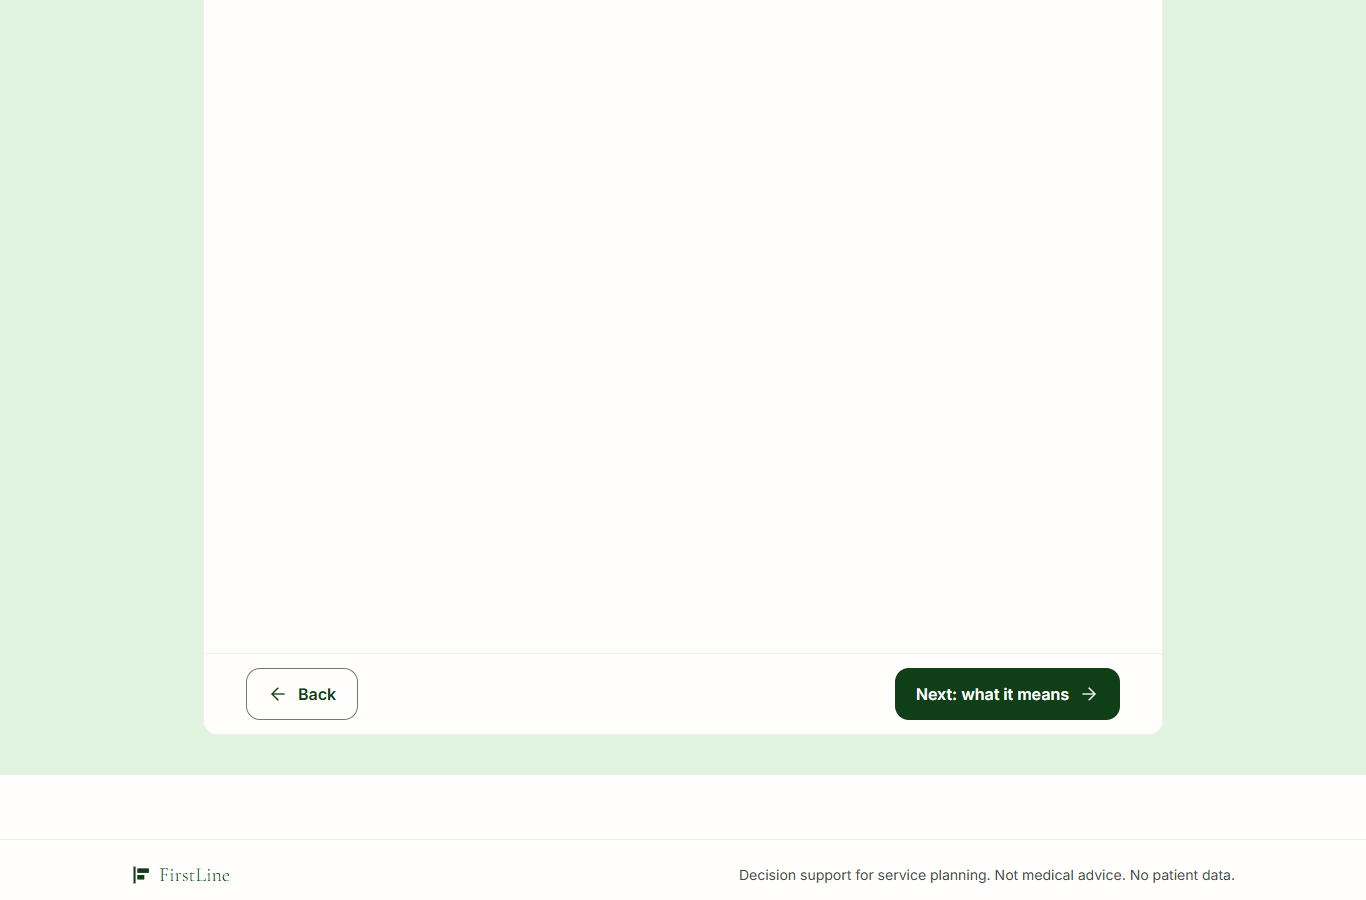 Back
Next: what it means
FirstLine
Decision support for service planning. Not medical advice. No patient data.